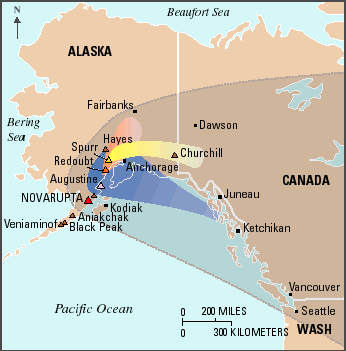 Beaufort Sea
N
ALASKA
Fairbanks
Bering
Sea
Dawson
Hayes
Spurr
Churchill
Redoubt
Anchorage
Augustine
CANADA
NOVARUPTA
Juneau
Kodiak
Aniakchak
Veniaminof
Black Peak
Ketchikan
Vancouver
Pacific Ocean
0 200 MILES
Seattle
0 300 KILOMETERS
WASH